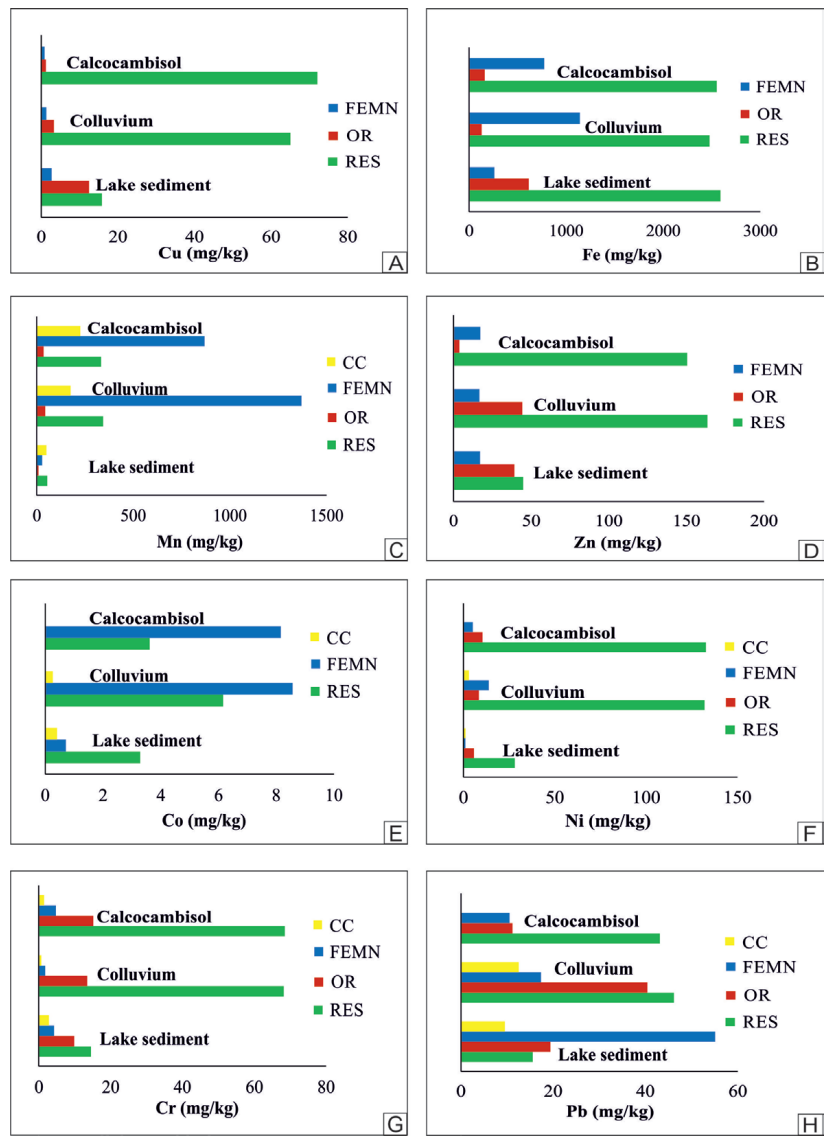 Calcocambisol
Colluvium
Lake sediment
FEMN
OR
RES
0 20 40 60 80
Cu (mg/kg)
A
Calcocambisol
Colluvium
Lake sediment
FEMN
OR
RES
0 1000 2000 3000
Fe (mg/kg)
B
Calcocambisol
Colluvium
Lake sediment
CC
FEMN
OR
RES
0 500 1000 1500
Mn (mg/kg)
C
Calcocambisol
Colluvium
Lake sediment
FEMN
OR
RES
0 50 100 150 200
Zn (mg/kg)
D
Calcocambisol
Colluvium
Lake sediment
CC
FEMN
RES
0 2 4 6 8 10
Co (mg/kg)
E
Calcocambisol
Colluvium
Lake sediment
CC
FEMN
OR
RES
0 50 100 150
Ni (mg/kg)
F
Calcocambisol
Colluvium
Lake sediment
CC
FEMN
OR
RES
0 20 40 60 80
Cr (mg/kg)
G
Calcocambisol
Colluvium
Lake sediment
CC
FEMN
OR
RES
0 20 40 60
Pb (mg/kg)
H